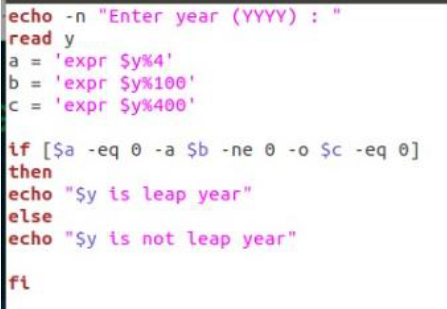 echo -n "Enter year (YYYY) : "
read y
a = 'expr $y%4'
b = 'expr $y%100'
c = 'expr $y%400'
if [$a -eq 0 -a $b -ne 0 -o $c -eq 0]
then
echo "$y is leap year"
else
echo "$y is not leap year"
fi